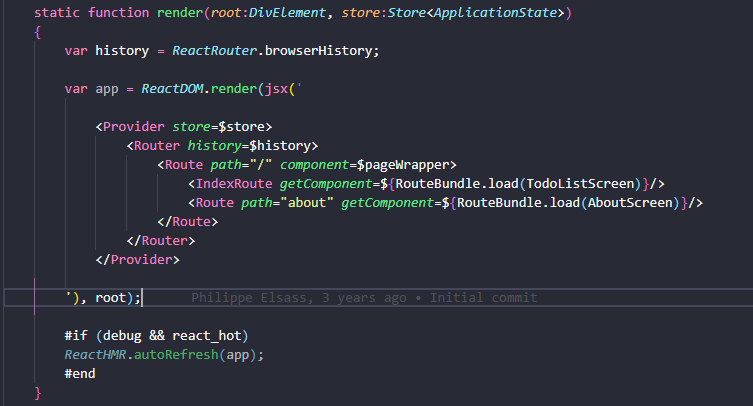 static function render(root:DivElement, store:Store<ApplicationState>)
{
var history = ReactRouter.browserHistory;
var app = ReactDOM.render(jsx('
<Provider store=$store>
<Router history=$history>
<Route path="/" component=$pageWrapper>
<IndexRoute getComponent=${RouteBundle.load(TodoListScreen)}/>
<Route path="about" getComponent=${RouteBundle.load(AboutScreen)}/>
</Route>
</Router>
</Provider>
'), root); Philippe Elsass, 3 years ago • Initial commit
#if (debug && react_hot)
ReactHMR.autoRefresh(app);
#end
}